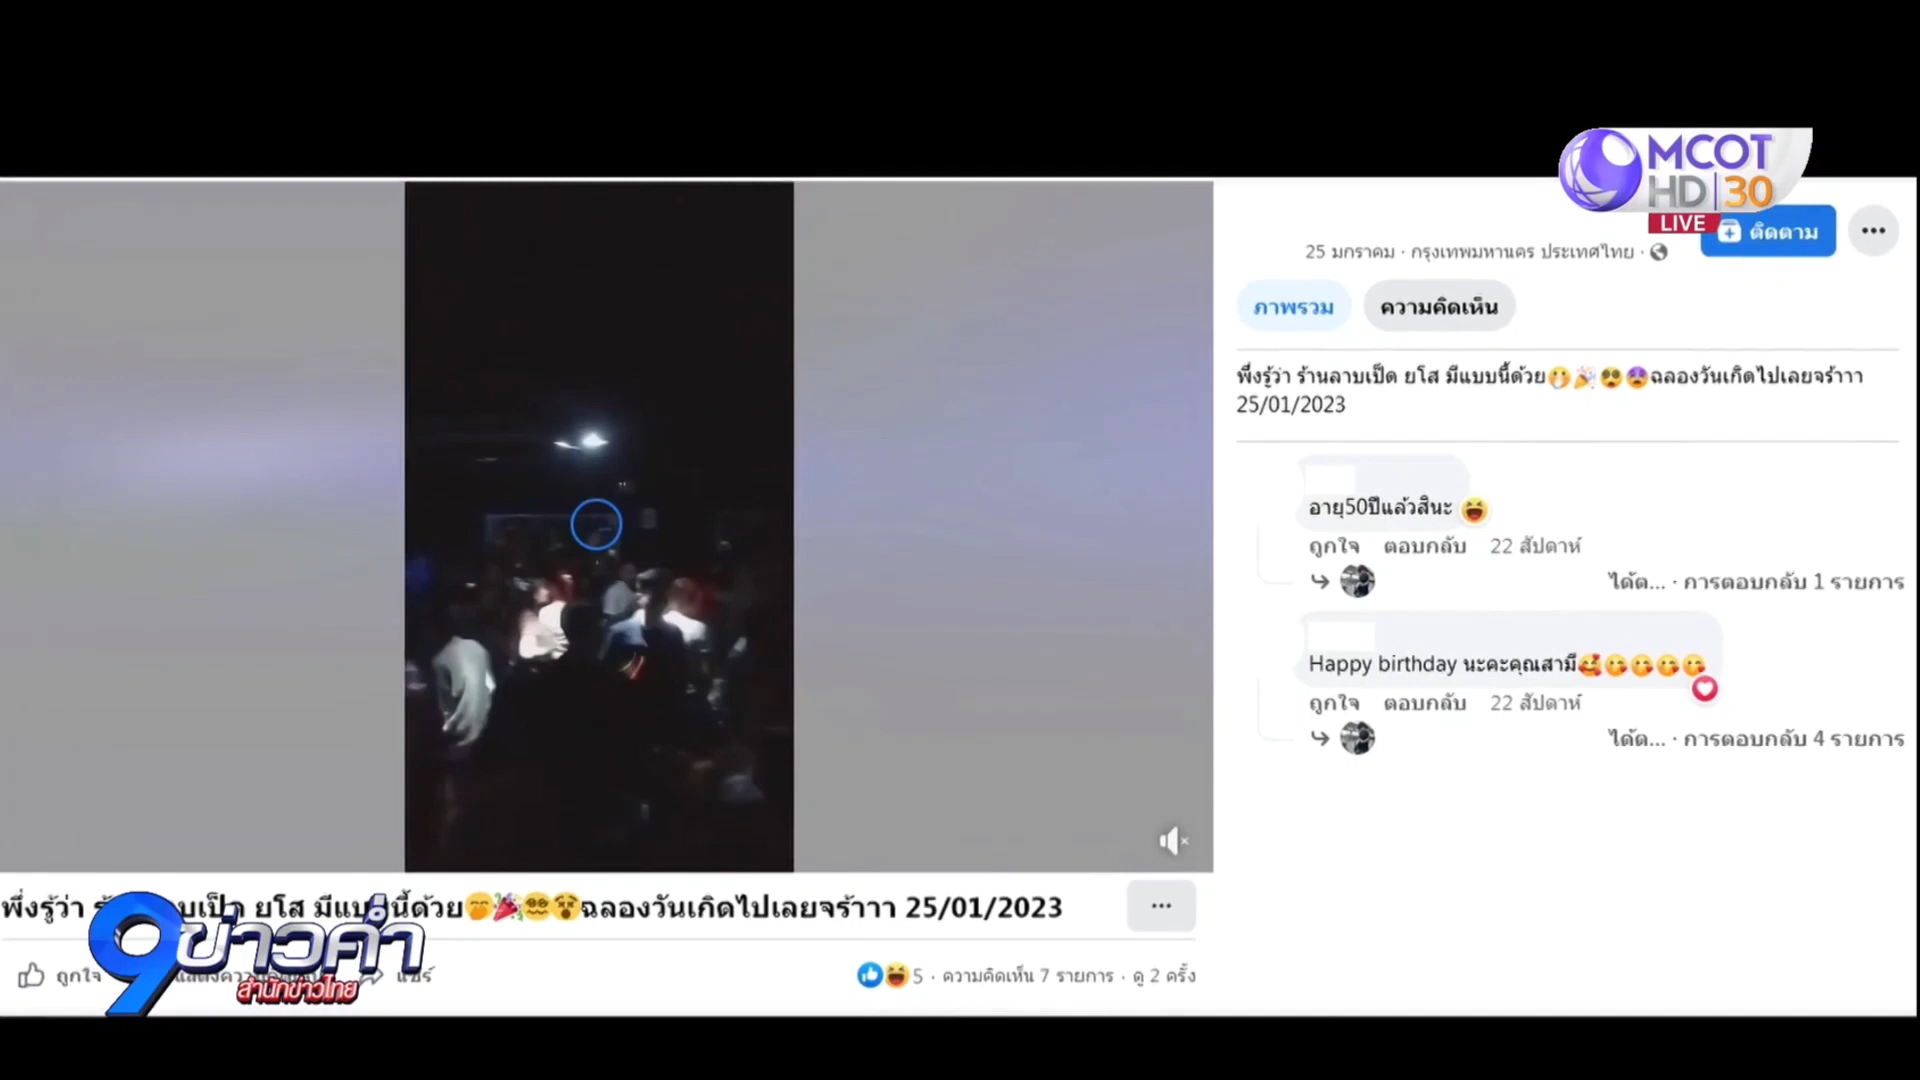 MCOT
HD 30
LIVE
ติดตาม
25 มกราคม · กรุงเทพมหานคร ประเทศไทย ·
ภาพรวม
ความคิดเห็น
พึ่งรู้ว่า ร้านลาบเป็ด ยโส มีแบบนี้ด้วย🤭🎉😵😨ฉลองวันเกิดไปเลยจร้าาา
25/01/2023
อายุ50ปีแล้วสินะ
ถูกใจ ตอบกลับ 22 สัปดาห์
ได้ต... · การตอบกลับ 1 รายการ
Happy birthday นะคะคุณสามี🥰😋😋😋😋
ถูกใจ ตอบกลับ 22 สัปดาห์
ได้ต... · การตอบกลับ 4 รายการ
พึ่งรู้ว่า บเป็ด ยโส มีแบบนี้ด้วย🤭🎉😵😨ฉลองวันเกิดไปเลยจร้าาา 25/01/2023
ถูกใจ แชร์
5 · ความคิดเห็น 7 รายการ · ดู 2 ครั้ง
9ข่าวค่ำ
สำนักข่าวไทย